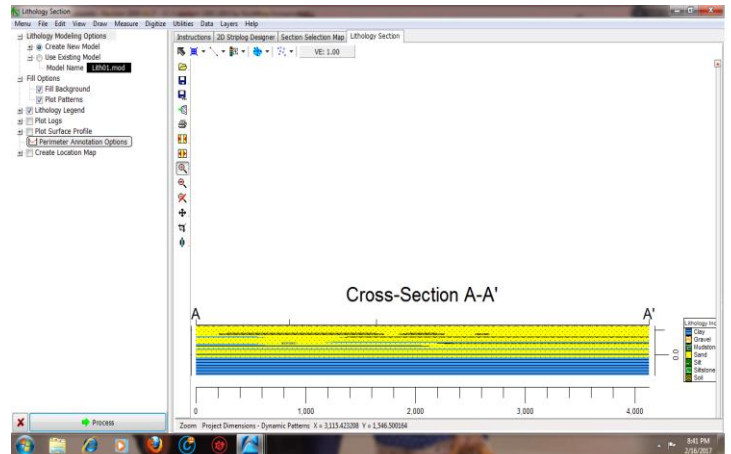 Lithology Section
Menu File Edit View Draw Measure Digitize Utilities Data Layers Help
Lithology Modeling Options
Create New Model
Use Existing Model
Model Name Lith01.mod
Fill Options
Fill Background
Plot Patterns
Lithology Legend
Plot Logs
Plot Surface Profile
Perimeter Annotation Options
Create Location Map
Process
Instructions 2D Striplog Designer Section Selection Map Lithology Section
VE: 1.00
Cross-Section A-A'
A A'
0.0
Lithology Ind
Clay
Gravel
Mudston
Sand
Silt
Siltstone
Soil
0 1,000 2,000 3,000 4,000
Zoom Project Dimensions - Dynamic Patterns X = 3,115.423208 Y = 1,546.500164
8:41 PM
2/16/2017